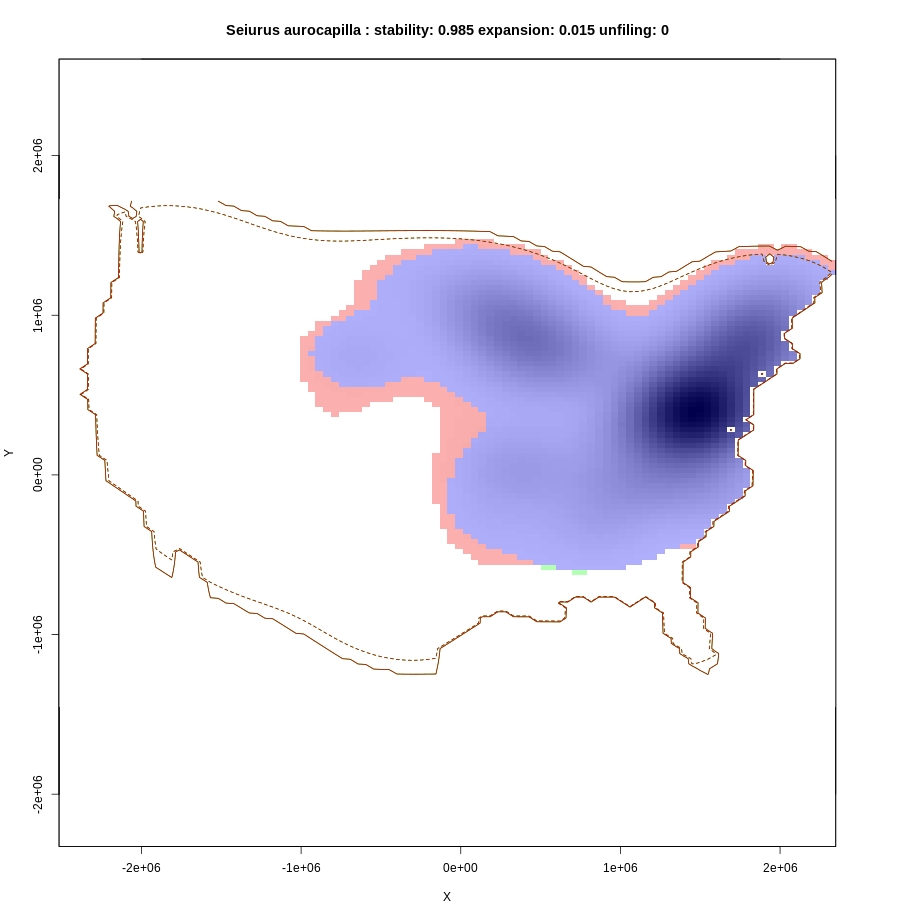 Seiurus aurocapilla : stability: 0.985 expansion: 0.015 unfiling: 0
2e+06
1e+06
Y
0e+00
-1e+06
-2e+06
-2e+06 -1e+06 0e+00 1e+06 2e+06
X